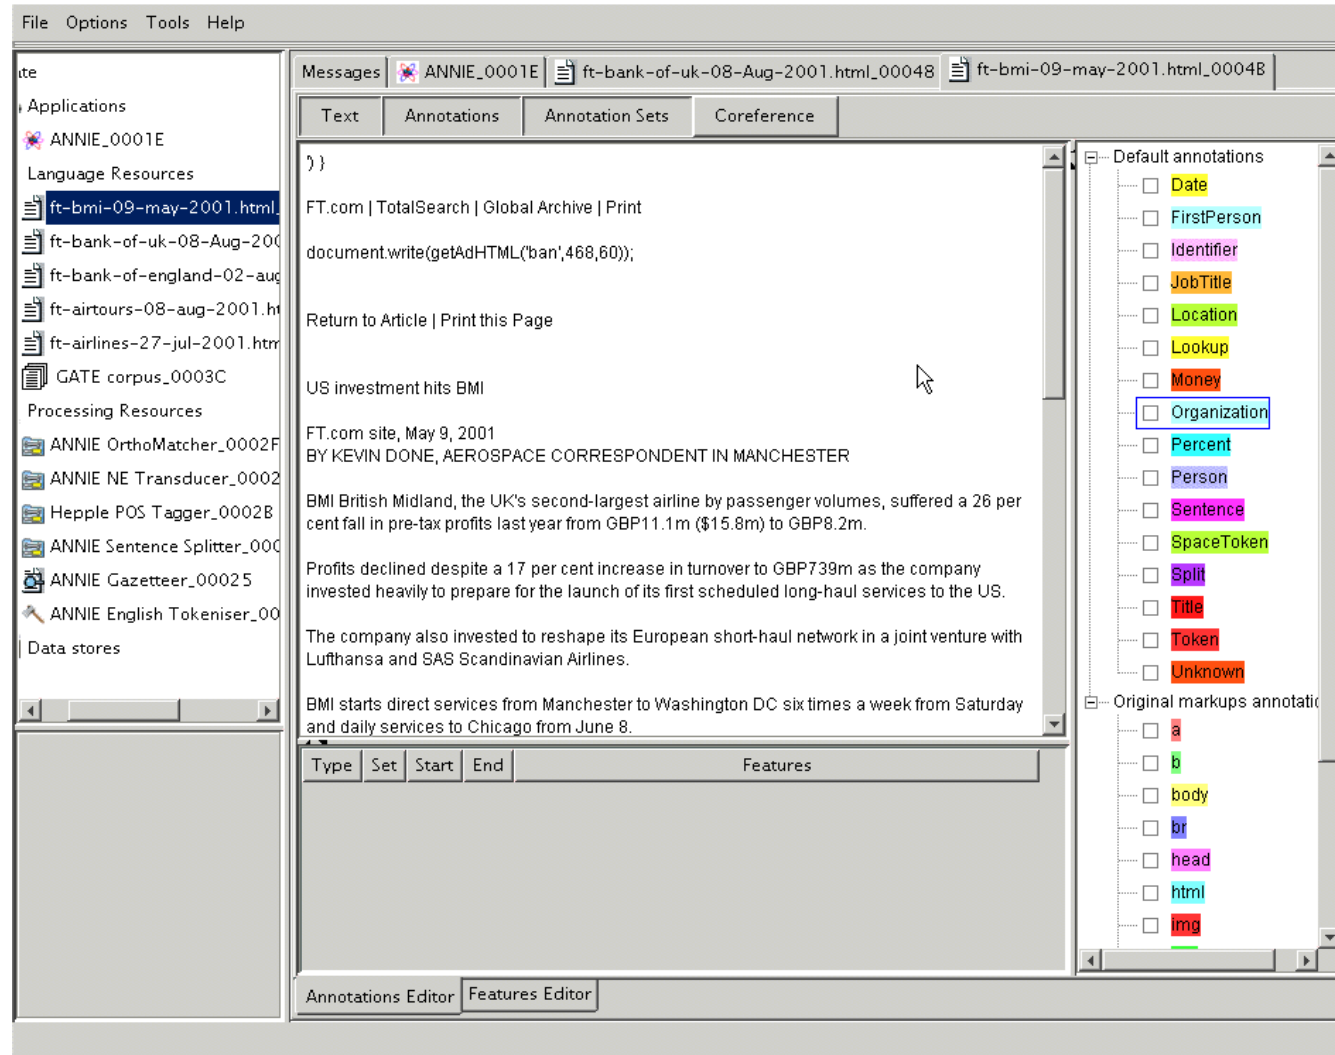 File Options Tools Help
Applications
ANNIE_0001E
Language Resources
ft-bmi-09-may-2001.html_
ft-bank-of-uk-08-Aug-200
ft-bank-of-england-02-aug
ft-airtours-08-aug-2001.ht
ft-airlines-27-jul-2001.htm
GATE corpus_0003C
Processing Resources
ANNIE OrthoMatcher_0002F
ANNIE NE Transducer_0002
Hepple POS Tagger_0002B
ANNIE Sentence Splitter_000
ANNIE Gazetteer_00025
ANNIE English Tokeniser_00
Data stores
Messages ANNIE_0001E ft-bank-of-uk-08-Aug-2001.html_00048 ft-bmi-09-may-2001.html_0004B
Text Annotations Annotation Sets Coreference
') }
FT.com | TotalSearch | Global Archive | Print
document.write(getAdHTML('ban',468,60));
Return to Article | Print this Page
US investment hits BMI
FT.com site, May 9, 2001
BY KEVIN DONE, AEROSPACE CORRESPONDENT IN MANCHESTER
BMI British Midland, the UK's second-largest airline by passenger volumes, suffered a 26 per
cent fall in pre-tax profits last year from GBP11.1m ($15.8m) to GBP8.2m.
Profits declined despite a 17 per cent increase in turnover to GBP739m as the company
invested heavily to prepare for the launch of its first scheduled long-haul services to the US.
The company also invested to reshape its European short-haul network in a joint venture with
Lufthansa and SAS Scandinavian Airlines.
BMI starts direct services from Manchester to Washington DC six times a week from Saturday
and daily services to Chicago from June 8.
Type Set Start End Features
Annotations Editor Features Editor
Default annotations
Date
FirstPerson
Identifier
JobTitle
Location
Lookup
Money
Organization
Percent
Person
Sentence
SpaceToken
Split
Title
Token
Unknown
Original markups annotatio
a
b
body
br
head
html
img